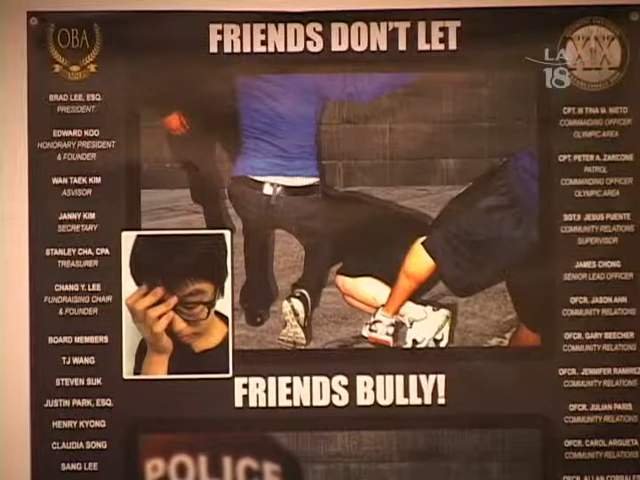 OBA
FRIENDS DON'T LET
LA
18
XX
BRAD LEE, ESQ.
PRESIDENT
EDWARD KOO
HONORARY PRESIDENT
& FOUNDER
WAN TAEK KIM
ASVISOR
JANNY KIM
SECRETARY
STANLEY CHA, CPA
TREASURER
CHANG Y. LEE
FUNDRAISING CHAIR
& FOUNDER
BOARD MEMBERS
TJ WANG
STEVEN SUK
JUSTIN PARK, ESQ.
HENRY KYONG
CLAUDIA SONG
SANG LEE
CPT. M TINA M. NIETO
COMMANDING OFFICER
OLYMPIC AREA
CPT. PETER A. ZARCONE
PATROL
COMMANDING OFFICER
OLYMPIC AREA
SGT.II JESUS PUENTE
COMMUNITY RELATIONS
SUPERVISOR
JAMES CHONG
SENIOR LEAD OFFICER
OFCR. JASON AHN
COMMUNITY RELATIONS
OFCR. GARY BEECHER
COMMUNITY RELATIONS
OFCR. JENNIFER RAMIREZ
COMMUNITY RELATIONS
OFCR. JULIAN PARIS
COMMUNITY RELATIONS
OFCR. CAROL ARGUETA
COMMUNITY RELATIONS
OFCR. ALLAN CORRALES
FRIENDS BULLY!
POLICE